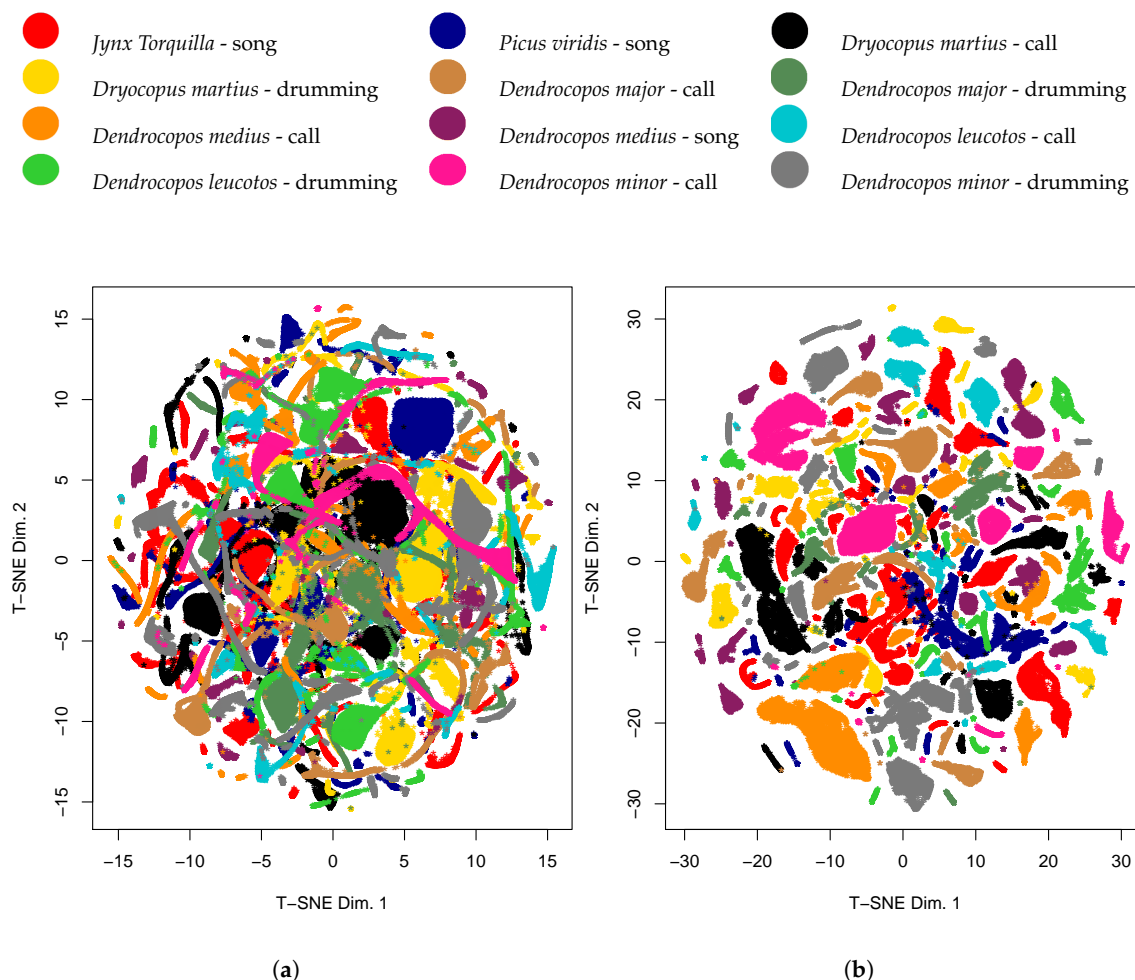 Jynx Torquilla - song
Picus viridis - song
Dryocopus martius - call
Dryocopus martius - drumming
Dendrocopos major - call
Dendrocopos major - drumming
Dendrocopos medius - call
Dendrocopos medius - song
Dendrocopos leucotos - call
Dendrocopos leucotos - drumming
Dendrocopos minor - call
Dendrocopos minor - drumming
T−SNE Dim. 2
15
10
5
0
−5
−10
−15
−15 −10 −5 0 5 10 15
T−SNE Dim. 1
(a)
T−SNE Dim. 2
30
20
10
0
−10
−20
−30
−30 −20 −10 0 10 20 30
T−SNE Dim. 1
(b)